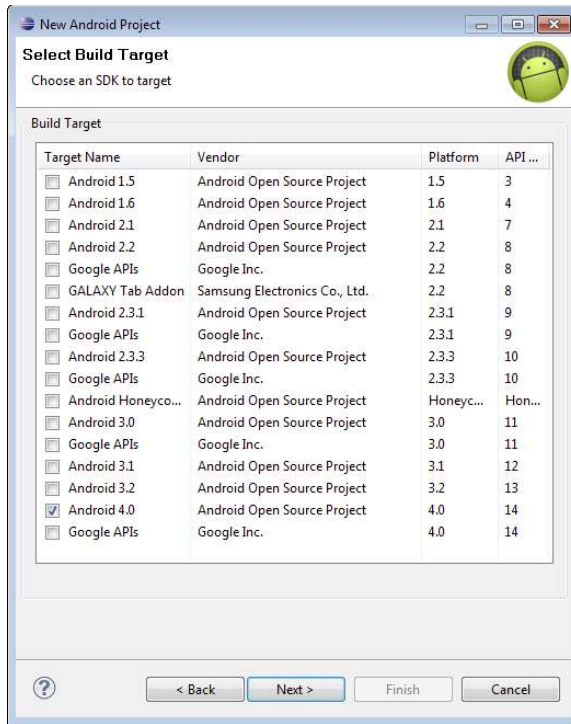 New Android Project
Select Build Target
Choose an SDK to target
Build Target
Target Name Vendor Platform API ...
Android 1.5 Android Open Source Project 1.5 3
Android 1.6 Android Open Source Project 1.6 4
Android 2.1 Android Open Source Project 2.1 7
Android 2.2 Android Open Source Project 2.2 8
Google APIs Google Inc. 2.2 8
GALAXY Tab Addon Samsung Electronics Co., Ltd. 2.2 8
Android 2.3.1 Android Open Source Project 2.3.1 9
Google APIs Google Inc. 2.3.1 9
Android 2.3.3 Android Open Source Project 2.3.3 10
Google APIs Google Inc. 2.3.3 10
Android Honeyco... Android Open Source Project Honeyc... Hon...
Android 3.0 Android Open Source Project 3.0 11
Google APIs Google Inc. 3.0 11
Android 3.1 Android Open Source Project 3.1 12
Android 3.2 Android Open Source Project 3.2 13
Android 4.0 Android Open Source Project 4.0 14
Google APIs Google Inc. 4.0 14
? < Back Next > Finish Cancel